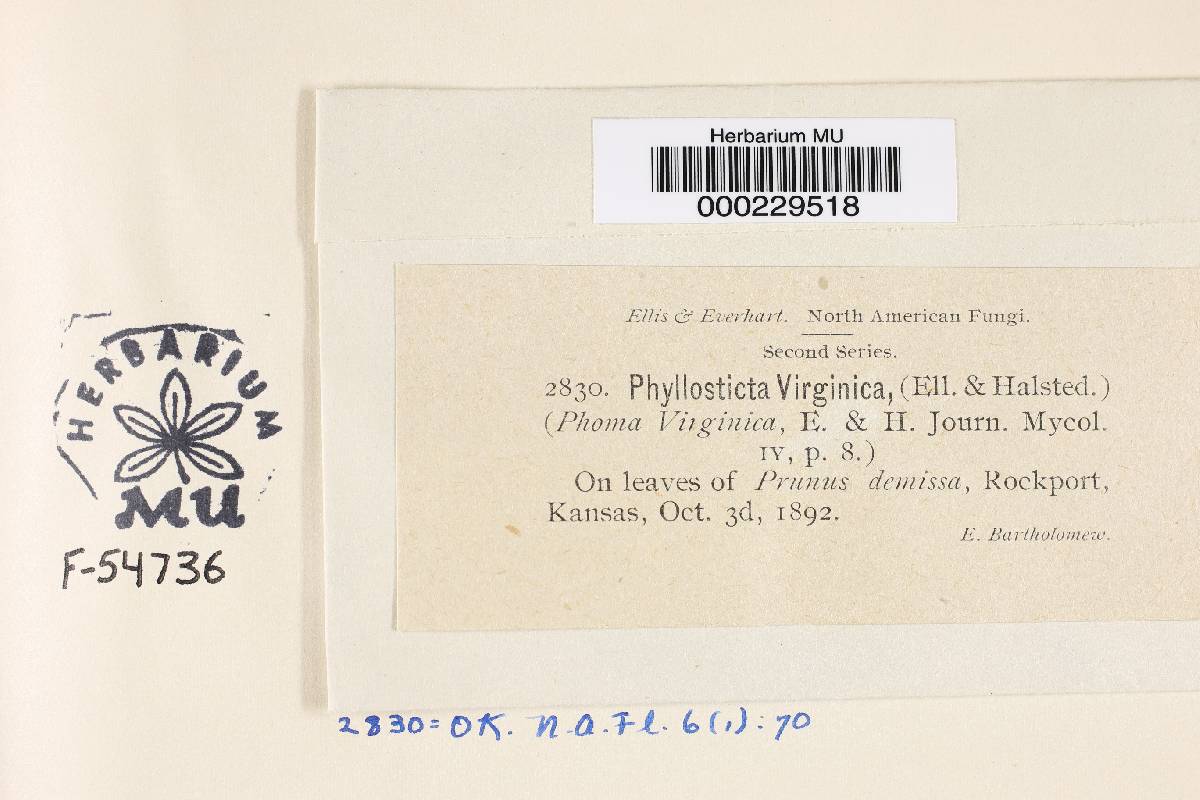 Herbarium MU
000229518
Ellis & Everhart. North American Fungi.
Second Series.
2830. Phyllosticta Virginica, (Ell. & Halsted.)
(Phoma Virginica, E. & H. Journ. Mycol.
IV, p. 8.)
On leaves of Prunus demissa, Rockport,
Kansas, Oct. 3d, 1892.
E. Bartholomew.
HERBARIUM
MU
F-54736
2830=OK. N.A.Fl. 6(1):70